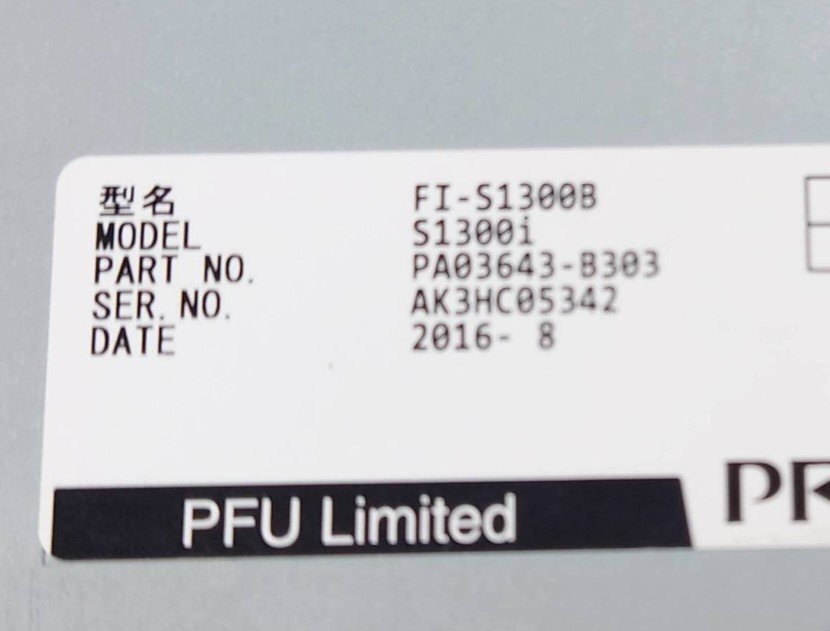 型名 FI-S1300B
MODEL S1300i
PART NO. PA03643-B303
SER. NO. AK3HC05342
DATE 2016- 8
PFU Limited